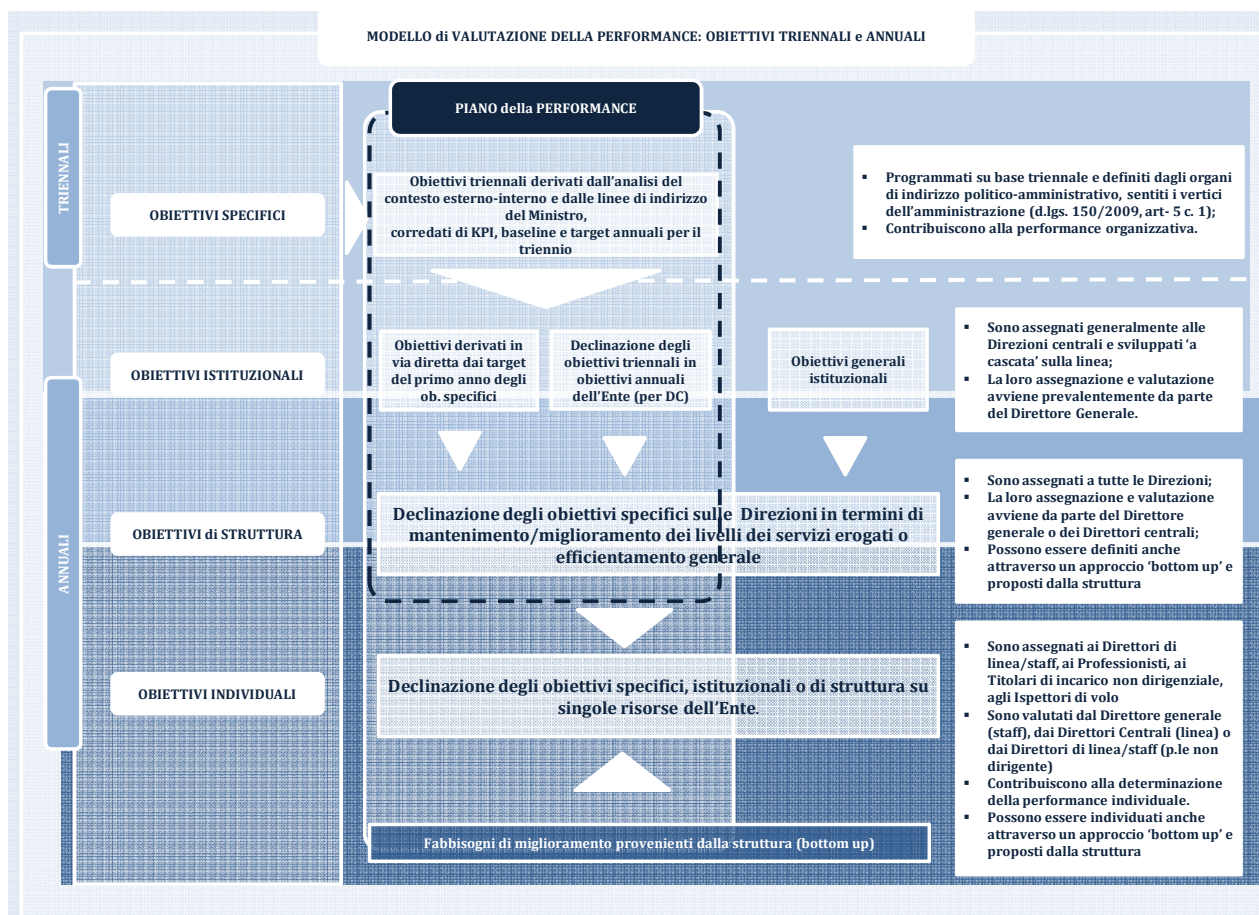 MODELLO di VALUTAZIONE DELLA PERFORMANCE: OBIETTIVI TRIENNALI e ANNUALI
PIANO della PERFORMANCE
TRIENNALI
OBIETTIVI SPECIFICI
Obiettivi triennali derivati dall'analisi del
contesto esterno-interno e dalle linee di indirizzo
del Ministro,
corredati di KPI, baseline e target annuali per il
triennio
▪ Programmati su base triennale e definiti dagli organi
di indirizzo politico-amministrativo, sentiti i vertici
dell'amministrazione (d.lgs. 150/2009, art- 5 c. 1);
▪ Contribuiscono alla performance organizzativa.
ANNUALI
OBIETTIVI ISTITUZIONALI
Obiettivi derivati in
via diretta dai target
del primo anno degli
ob. specifici
Declinazione degli
obiettivi triennali in
obiettivi annuali
dell'Ente (per DC)
Obiettivi generali
istituzionali
▪ Sono assegnati generalmente alle
Direzioni centrali e sviluppati 'a
cascata' sulla linea;
▪ La loro assegnazione e valutazione
avviene prevalentemente da parte
del Direttore Generale.
OBIETTIVI di STRUTTURA
Declinazione degli obiettivi specifici sulle Direzioni in termini di
mantenimento/miglioramento dei livelli dei servizi erogati o
efficientamento generale
▪ Sono assegnati a tutte le Direzioni;
▪ La loro assegnazione e valutazione
avviene da parte del Direttore
generale o dei Direttori centrali;
▪ Possono essere definiti anche
attraverso un approccio 'bottom up' e
proposti dalla struttura
OBIETTIVI INDIVIDUALI
Declinazione degli obiettivi specifici, istituzionali o di struttura su
singole risorse dell'Ente.
▪ Sono assegnati ai Direttori di
linea/staff, ai Professionisti, ai
Titolari di incarico non dirigenziale,
agli Ispettori di volo
▪ Sono valutati dal Direttore generale
(staff), dai Direttori Centrali (linea) o
dai Direttori di linea/staff (p.le non
dirigente)
▪ Contribuiscono alla determinazione
della performance individuale.
▪ Possono essere individuati anche
attraverso un approccio 'bottom up' e
proposti dalla struttura
Fabbisogni di miglioramento provenienti dalla struttura (bottom up)